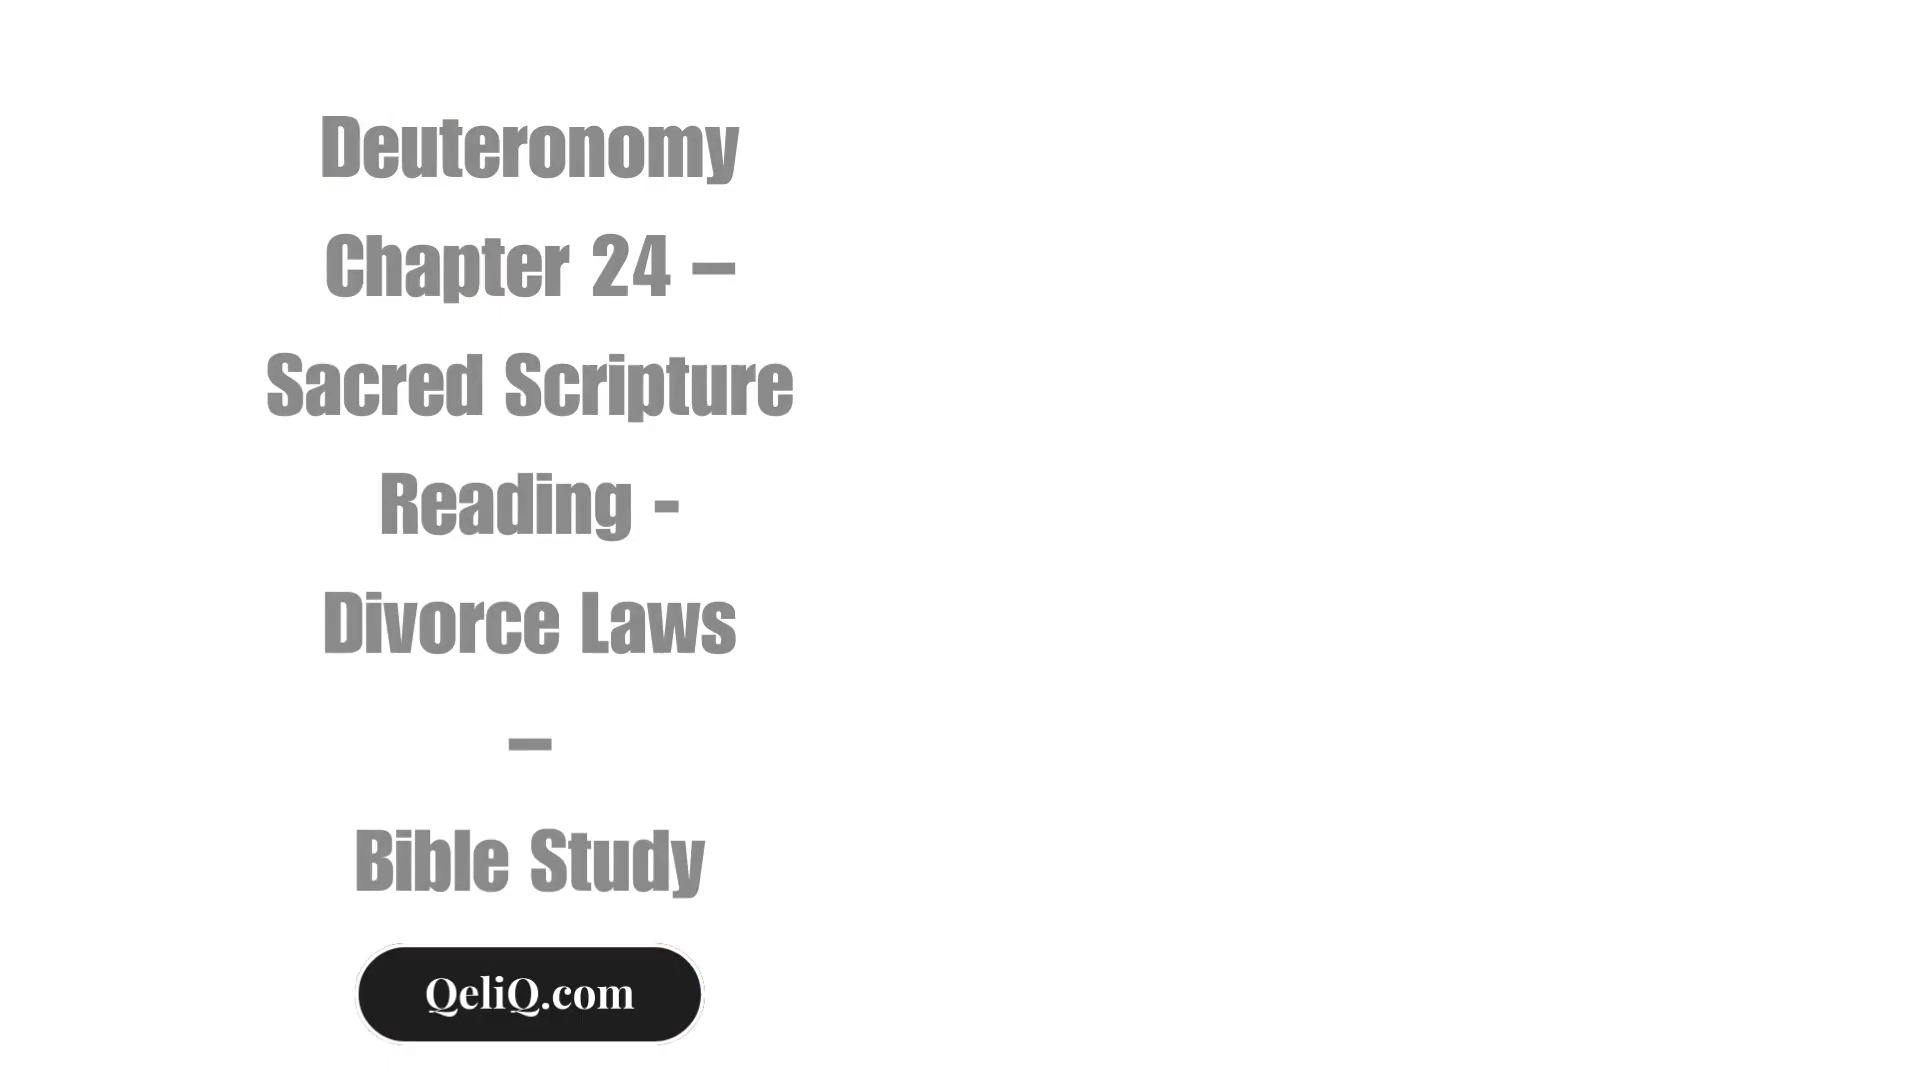 Deuteronomy
Chapter 24 –
Sacred Scripture
Reading -
Divorce Laws
–
Bible Study
QeliQ.com